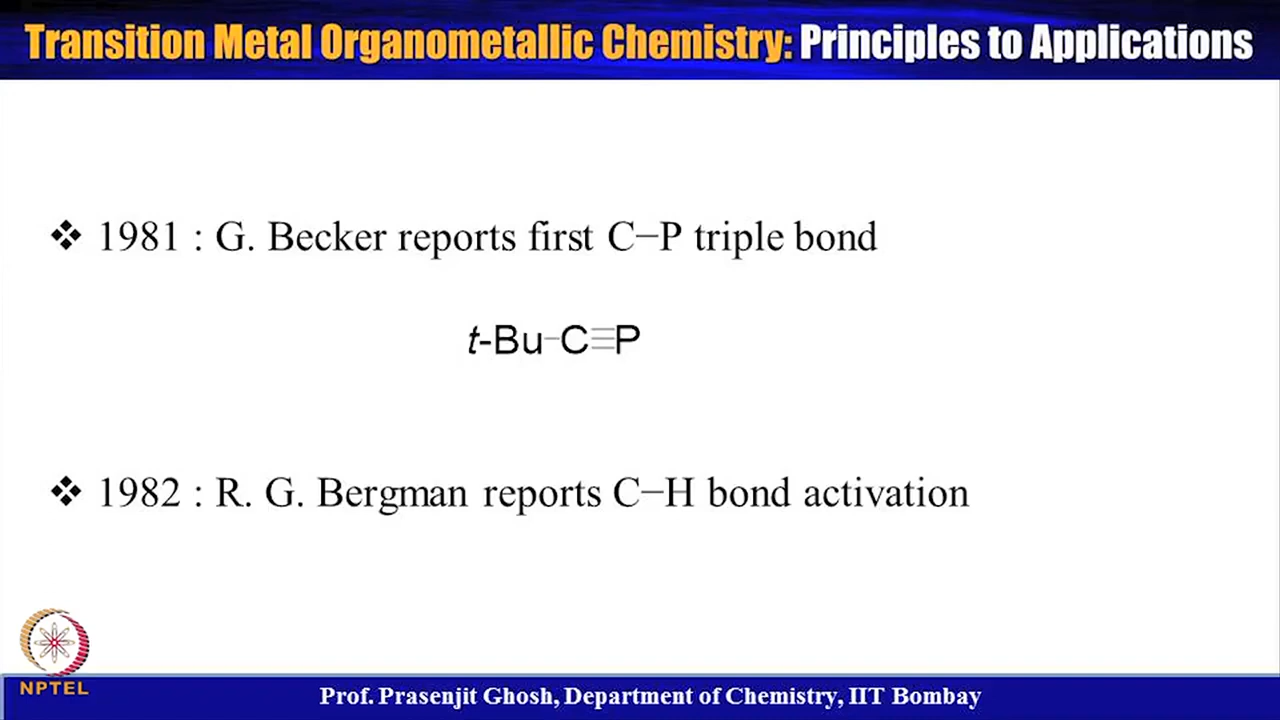 Transition Metal Organometallic Chemistry: Principles to Applications
❖ 1981 : G. Becker reports first C−P triple bond
t-Bu−C≡P
❖ 1982 : R. G. Bergman reports C−H bond activation
NPTEL
Prof. Prasenjit Ghosh, Department of Chemistry, IIT Bombay